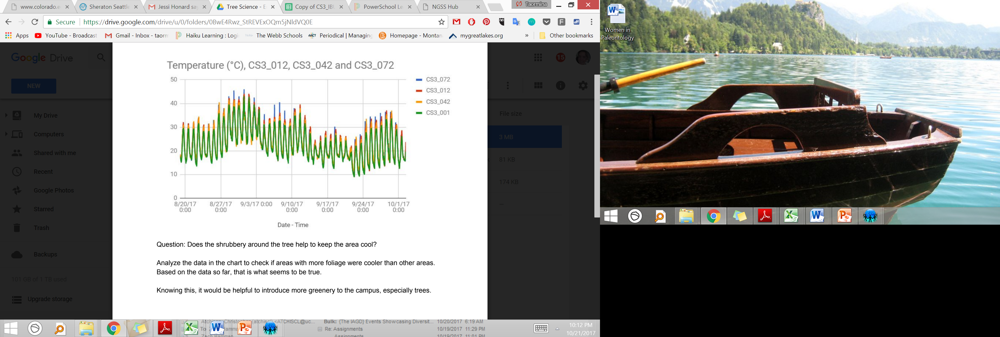 www.colorado.e
Sheraton Seattle
Jessi Honard say
Tree Science - E
Copy of CS3_IBU
PowerSchool Le
NGSS Hub
Taormina
Secure
https://drive.google.com/drive/u/0/folders/0BwE4Rwz_StREVExOQm5jNldVQ0E
Apps
YouTube - Broadcast
Gmail - Inbox - taorm
Haiku Learning : Logi
The Webb Schools
Periodical | Managing
Homepage - Montan
mygreatlakes.org
»
Other bookmarks
Google Drive
15
NEW
My Drive
Computers
Shared with me
Recent
Google Photos
Starred
Trash
Backups
101 GB of 1 TB used
Upgrade storage
File size
3 MB
81 KB
174 KB
Temperature (°C), CS3_012, CS3_042 and CS3_072
50
40
30
20
10
0
CS3_072
CS3_012
CS3_042
CS3_001
8/20/17 0:00
8/27/17 0:00
9/3/17 0:00
9/10/17 0:00
9/17/17 0:00
9/24/17 0:00
10/1/17 0:00
Date - Time
Question: Does the shrubbery around the tree help to keep the area cool?
Analyze the data in the chart to check if areas with more foliage were cooler than other areas.
Based on the data so far, that is what seems to be true.
Knowing this, it would be helpful to introduce more greenery to the campus, especially trees.
Bulk: {The IAGD} Events Showcasing Diversit... 10/20/2017 6:19 AM
Re: Assignments 10/19/2017 11:29 PM
Assignments 10/19/2017 11:01 PM
10:12 PM
10/21/2017
Women in
Paleontology